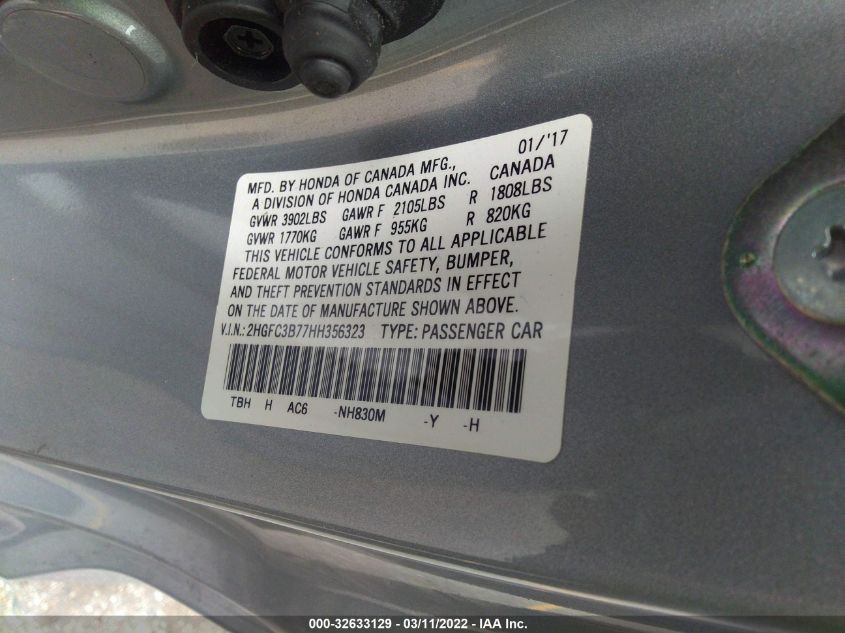 01/'17
MFD. BY HONDA OF CANADA MFG.,
A DIVISION OF HONDA CANADA INC. CANADA
GVWR 3902LBS GAWR F 2105LBS R 1808LBS
GVWR 1770KG GAWR F 955KG R 820KG
THIS VEHICLE CONFORMS TO ALL APPLICABLE
FEDERAL MOTOR VEHICLE SAFETY, BUMPER,
AND THEFT PREVENTION STANDARDS IN EFFECT
ON THE DATE OF MANUFACTURE SHOWN ABOVE.
V.I.N.: 2HGFC3B77HH356323 TYPE: PASSENGER CAR
TBH H AC6 -NH830M -Y -H
000-32633129 - 03/11/2022 - IAA Inc.